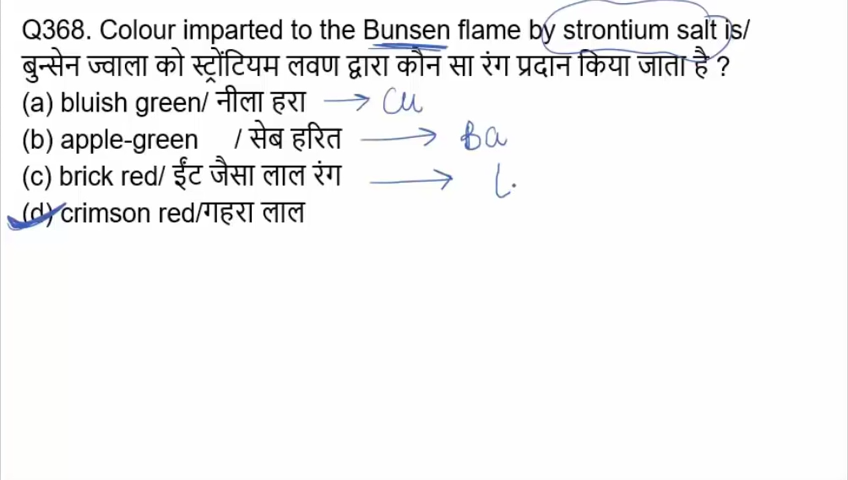 Q368. Colour imparted to the Bunsen flame by strontium salt is/
बुन्सेन ज्वाला को स्ट्रोंटियम लवण द्वारा कौन सा रंग प्रदान किया जाता है ?
(a) bluish green/ नीला हरा → Cu
(b) apple-green / सेब हरित → Ba
(c) brick red/ ईंट जैसा लाल रंग →
(d) crimson red/गहरा लाल